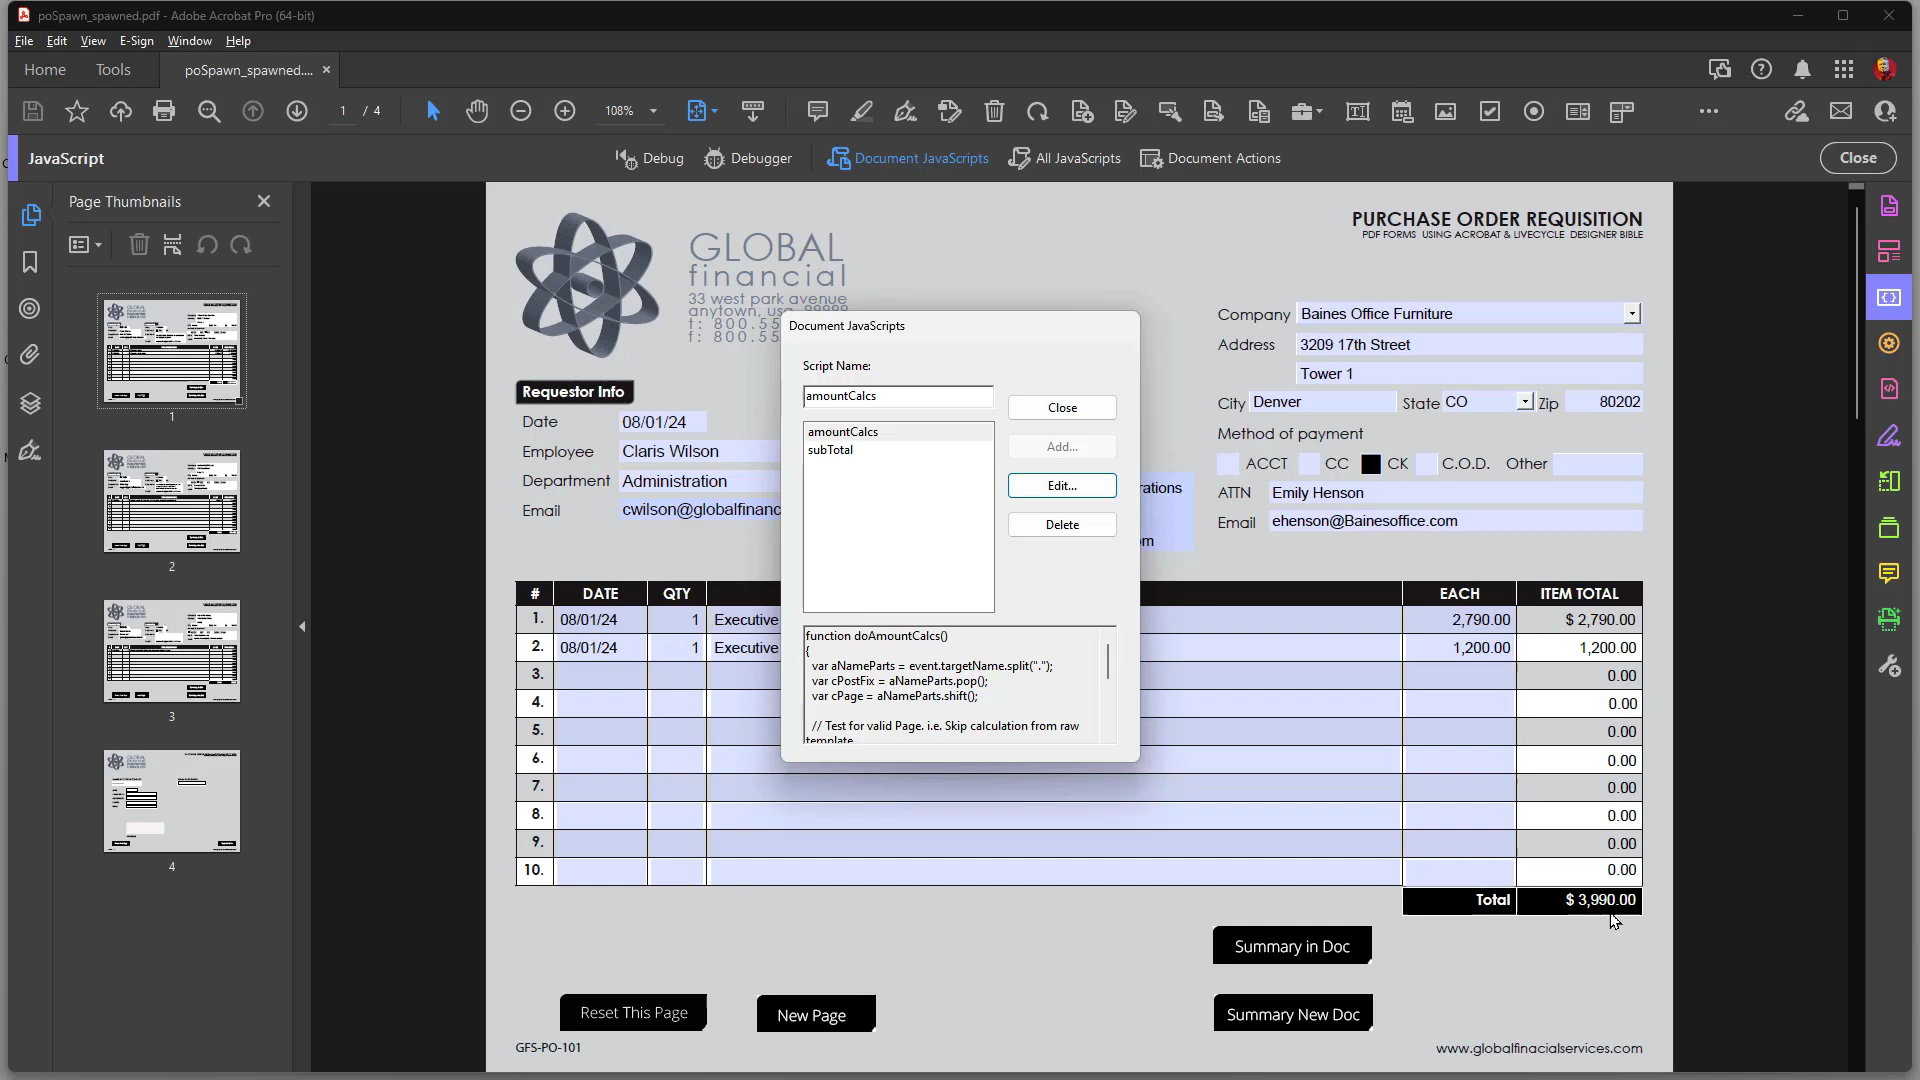 poSpawn_spawned.pdf - Adobe Acrobat Pro (64-bit)
File Edit View E-Sign Window Help
Home Tools poSpawn_spawned.... ×
1 / 4 108%
JavaScript
Debug Debugger Document JavaScripts All JavaScripts Document Actions Close
Page Thumbnails
1
2
3
4
GLOBAL
financial
33 west park avenue
anytown, usa 99999
t: 800.55
f: 800.55
PURCHASE ORDER REQUISITION
PDF FORMS USING ACROBAT & LIVECYCLE DESIGNER BIBLE
Requestor Info
Date 08/01/24
Employee Claris Wilson
Department Administration
Email cwilson@globalfinanc
rations
om
Company Baines Office Furniture
Address 3209 17th Street
Tower 1
City Denver State CO Zip 80202
Method of payment
ACCT CC CK C.O.D. Other
ATTN Emily Henson
Email ehenson@Bainesoffice.com
Document JavaScripts
Script Name:
amountCalcs
amountCalcs
subTotal
Close
Add...
Edit...
Delete
function doAmountCalcs()
{
var aNameParts = event.targetName.split(".");
var cPostFix = aNameParts.pop();
var cPage = aNameParts.shift();
// Test for valid Page. i.e. Skip calculation from raw
template
# DATE QTY EACH ITEM TOTAL
1. 08/01/24 1 Executive 2,790.00 $ 2,790.00
2. 08/01/24 1 Executive 1,200.00 1,200.00
3. 0.00
4. 0.00
5. 0.00
6. 0.00
7. 0.00
8. 0.00
9. 0.00
10. 0.00
Total $ 3,990.00
Summary in Doc
Reset This Page New Page Summary New Doc
GFS-PO-101 www.globalfinacialservices.com